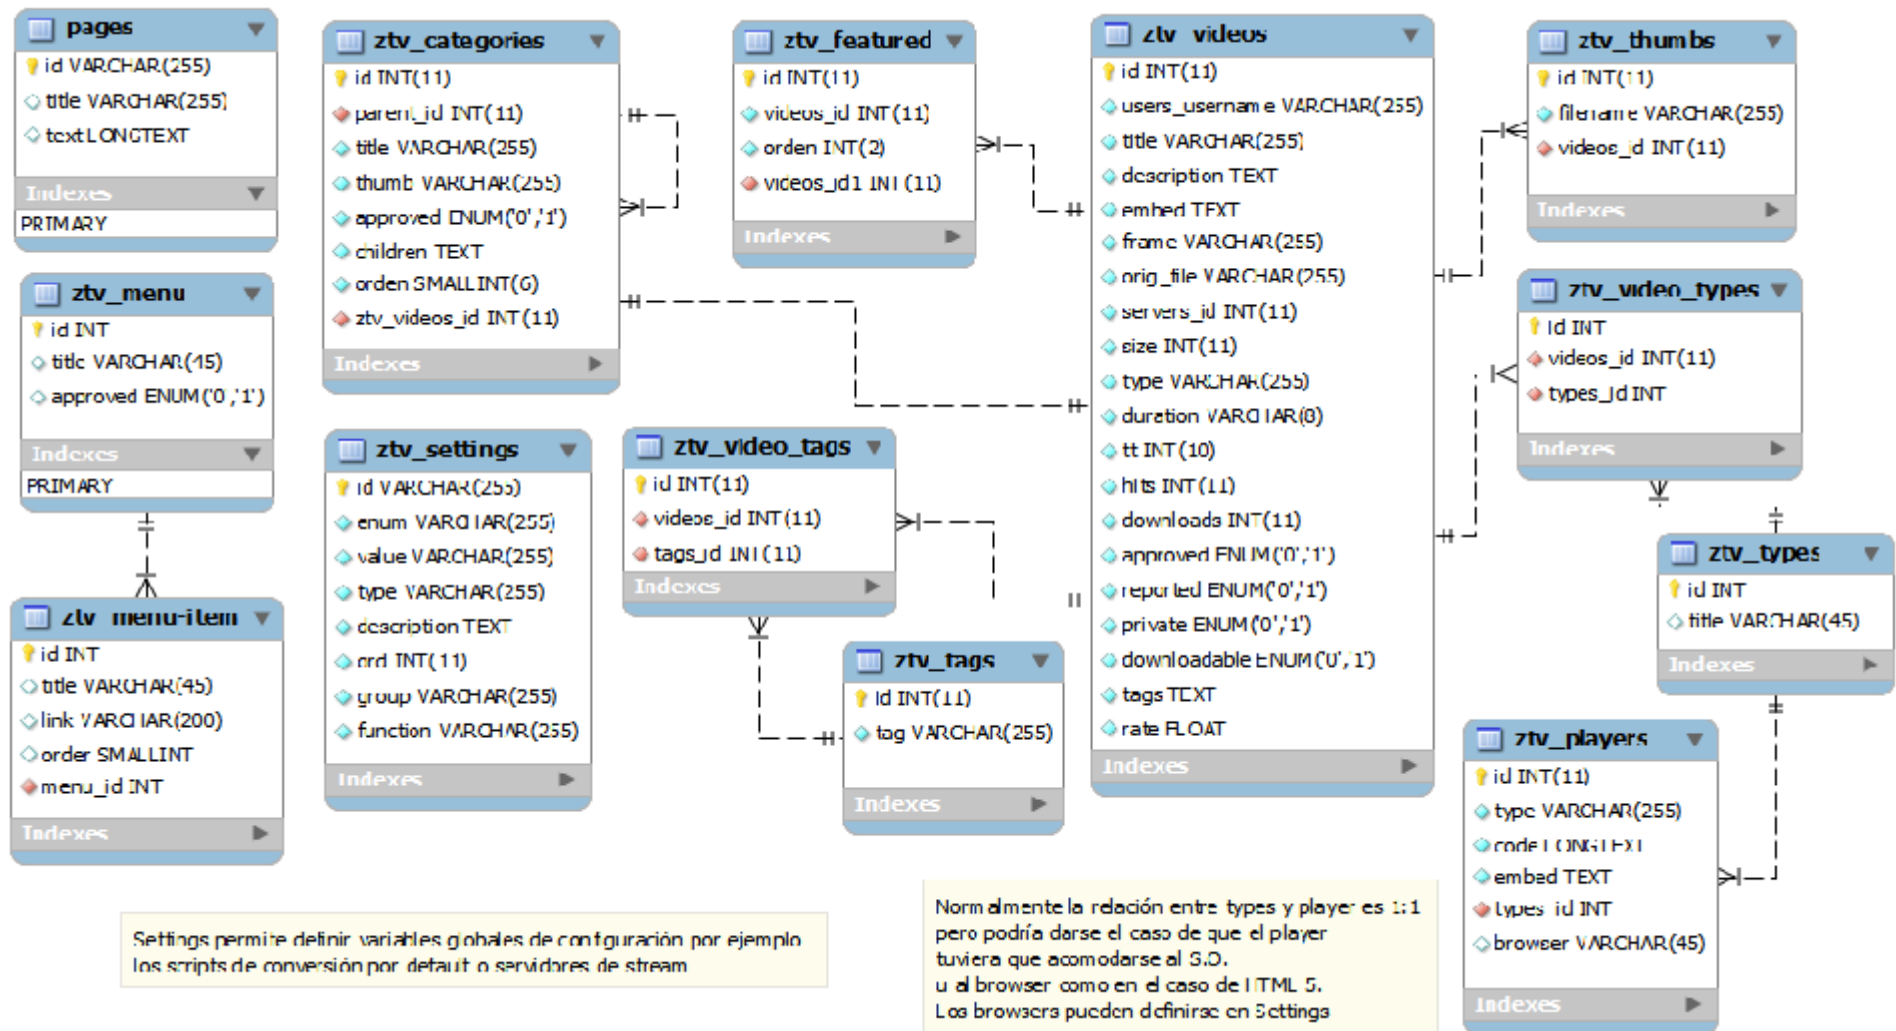 pages
id VARCHAR(255)
title VARCHAR(255)
text LONGTEXT
Indexes
PRIMARY
ztv_menu
id INT
title VARCHAR(45)
approved ENUM('0','1')
Indexes
PRIMARY
ztv_menu-item
id INT
title VARCHAR(45)
link VARCHAR(200)
order SMALLINT
menu_id INT
Indexes
ztv_categories
id INT(11)
parent_id INT(11)
title VARCHAR(255)
thumb VARCHAR(255)
approved ENUM('0','1')
children TEXT
orden SMALLINT(6)
ztv_videos_id INT(11)
Indexes
ztv_settings
id VARCHAR(255)
enum VARCHAR(255)
value VARCHAR(255)
type VARCHAR(255)
description TEXT
ord INT(11)
group VARCHAR(255)
function VARCHAR(255)
Indexes
ztv_featured
id INT(11)
videos_id INT(11)
orden INT(2)
videos_id1 INT(11)
Indexes
ztv_video_tags
id INT(11)
videos_id INT(11)
tags_id INT(11)
Indexes
ztv_tags
id INT(11)
tag VARCHAR(255)
Indexes
ztv_videos
id INT(11)
users_username VARCHAR(255)
title VARCHAR(255)
description TEXT
embed TEXT
frame VARCHAR(255)
orig_file VARCHAR(255)
servers_id INT(11)
size INT(11)
type VARCHAR(255)
duration VARCHAR(8)
tt INT(10)
hits INT(11)
downloads INT(11)
approved ENUM('0','1')
reported ENUM('0','1')
private ENUM('0','1')
downloadable ENUM('0','1')
tags TEXT
rate FLOAT
Indexes
ztv_thumbs
id INT(11)
filename VARCHAR(255)
videos_id INT(11)
Indexes
ztv_video_types
id INT
videos_id INT(11)
types_id INT
Indexes
ztv_types
id INT
title VARCHAR(45)
Indexes
ztv_players
id INT(11)
type VARCHAR(255)
code LONGTEXT
embed TEXT
types_id INT
browser VARCHAR(45)
Indexes
Settings permite definir variables globales de configuración por ejemplo
los scripts de conversión por default o servidores de stream
Normalmente la relación entre types y player es 1:1
pero podría darse el caso de que el player
tuviera que acomodarse al S.O.
u al browser como en el caso de HTML 5.
Los browsers pueden definirse en Settings